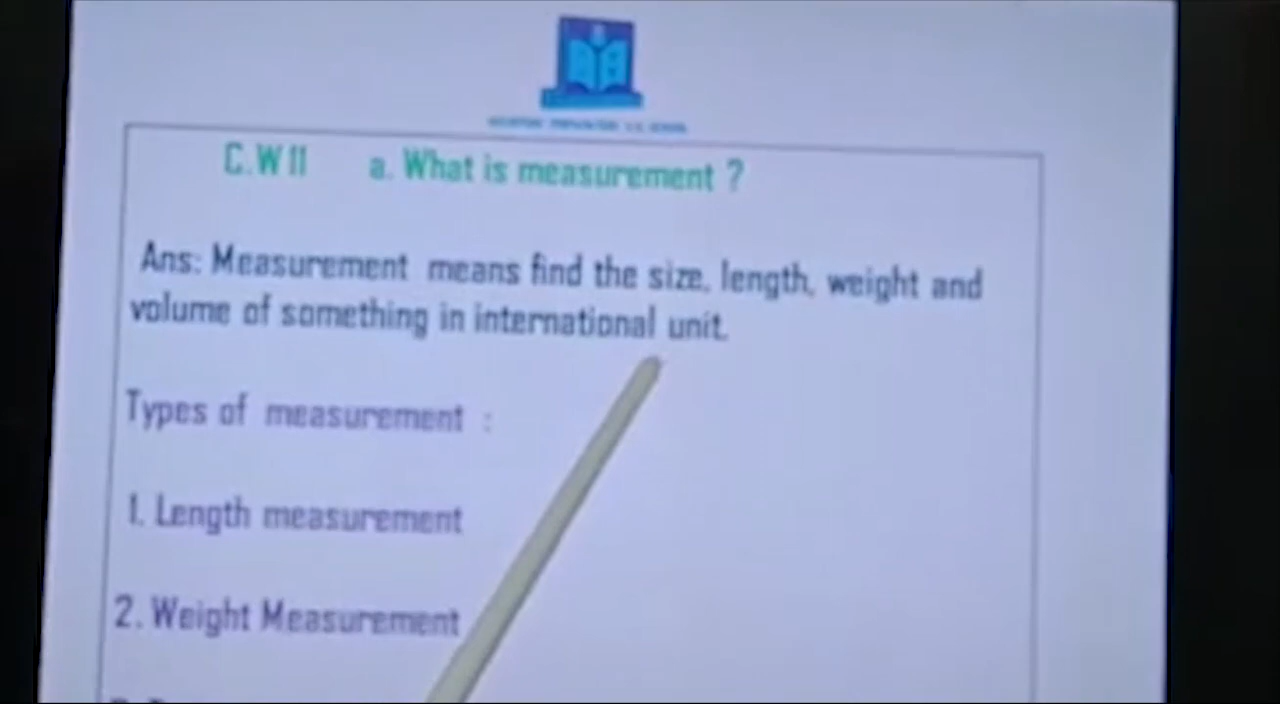 C.W 11 a. What is measurement ?
Ans: Measurement means find the size, length, weight and
volume of something in international unit.
Types of measurement :
1. Length measurement
2. Weight Measurement